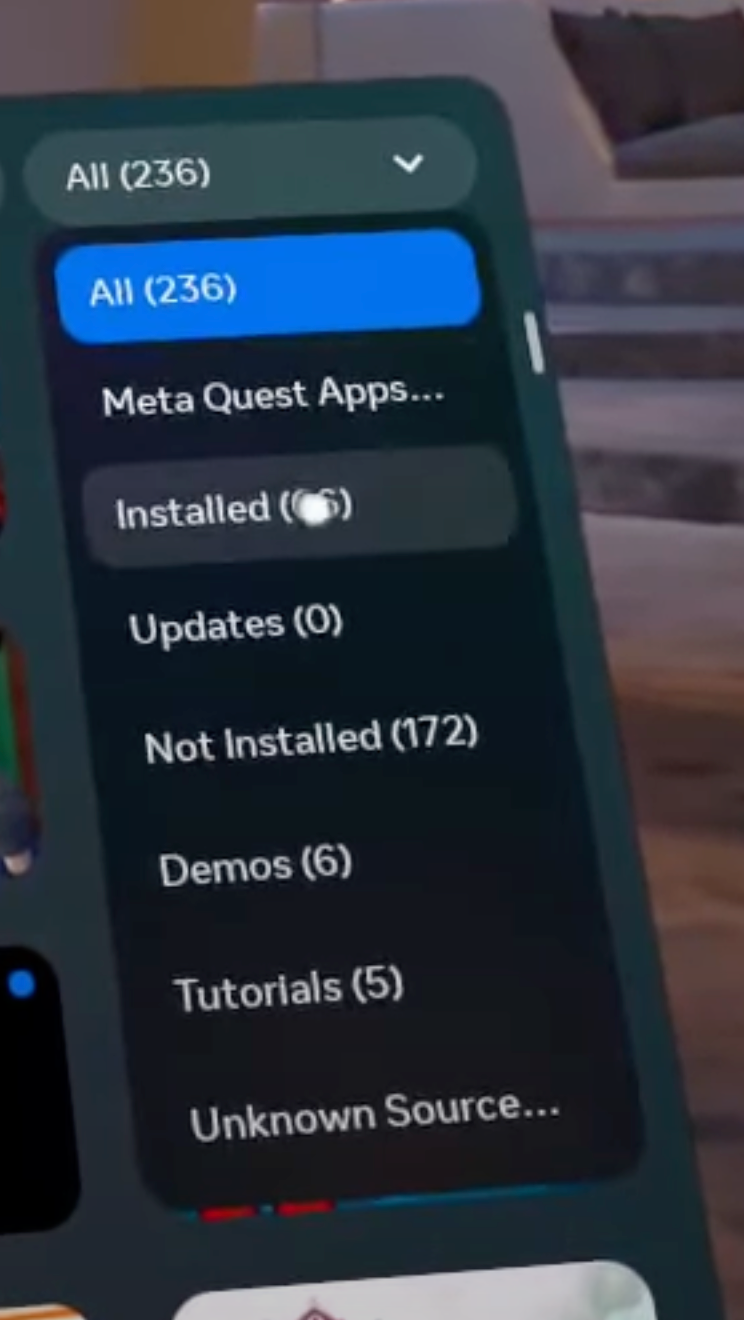 All (236)
All (236)
Meta Quest Apps...
Installed
Updates (0)
Not Installed (172)
Demos (6)
Tutorials (5)
Unknown Source...